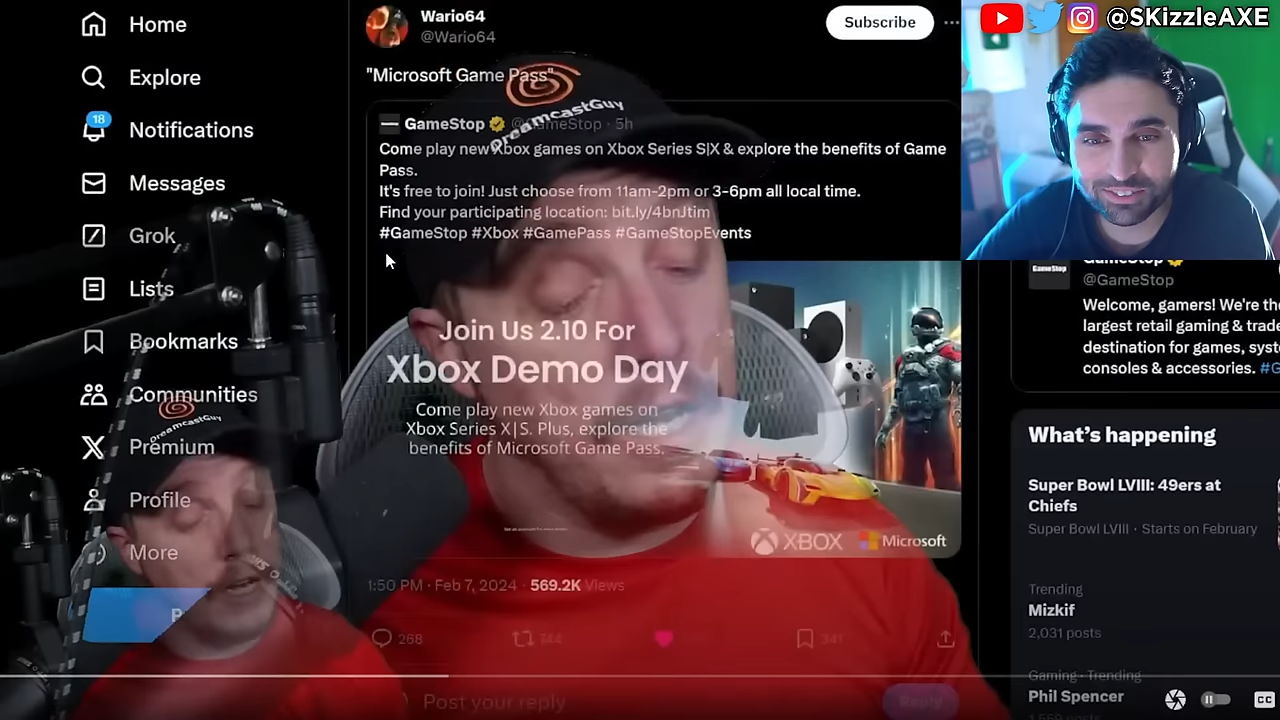 Home
Explore
18
Notifications
Messages
Grok
Lists
Bookmarks
Communities
Premium
Profile
More
Wario64
@Wario64
Subscribe
"Microsoft Game Pass"
DreamcastGuy
GameStop @GameStop · 5h
Come play new Xbox games on Xbox Series S|X & explore the benefits of Game
Pass.
It's free to join! Just choose from 11am-2pm or 3-6pm all local time.
Find your participating location: bit.ly/4bnJtim
#GameStop #Xbox #GamePass #GameStopEvents
Join Us 2.10 For
Xbox Demo Day
Come play new Xbox games on
Xbox Series X|S. Plus, explore the
benefits of Microsoft Game Pass.
XBOX Microsoft
1:50 PM · Feb 7, 2024 · 569.2K Views
268
344
341
Post your reply
Reply
DreamcastGuy
@SKizzleAXE
GameStop
GameStop
@GameStop
Welcome, gamers! We're th
largest retail gaming & trad
destination for games, syst
consoles & accessories. #G
What's happening
Super Bowl LVIII: 49ers at
Chiefs
Super Bowl LVIII · Starts on February
Trending
Mizkif
2,031 posts
Gaming · Trending
Phil Spencer
CC